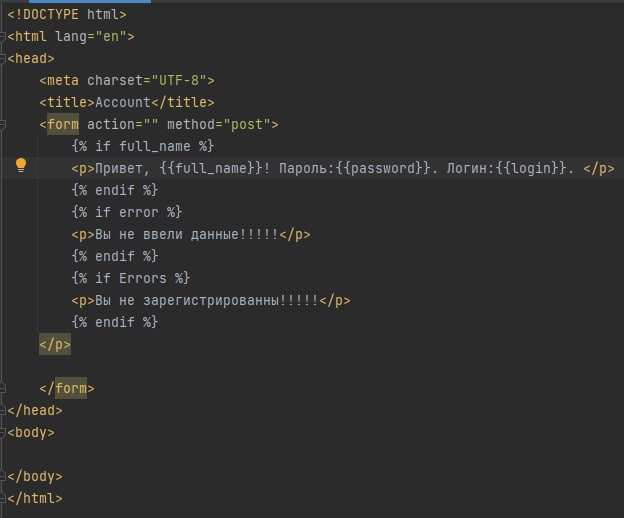 <!DOCTYPE html>
<html lang="en">
<head>
    <meta charset="UTF-8">
    <title>Account</title>
    <form action="" method="post">
        {% if full_name %}
        <p>Привет, {{full_name}}! Пароль:{{password}}. Логин:{{login}}. </p>
        {% endif %}
        {% if error %}
        <p>Вы не ввели данные!!!!!</p>
        {% endif %}
        {% if Errors %}
        <p>Вы не зарегистрированны!!!!!</p>
        {% endif %}
    </p>

    </form>
</head>
<body>

</body>
</html>